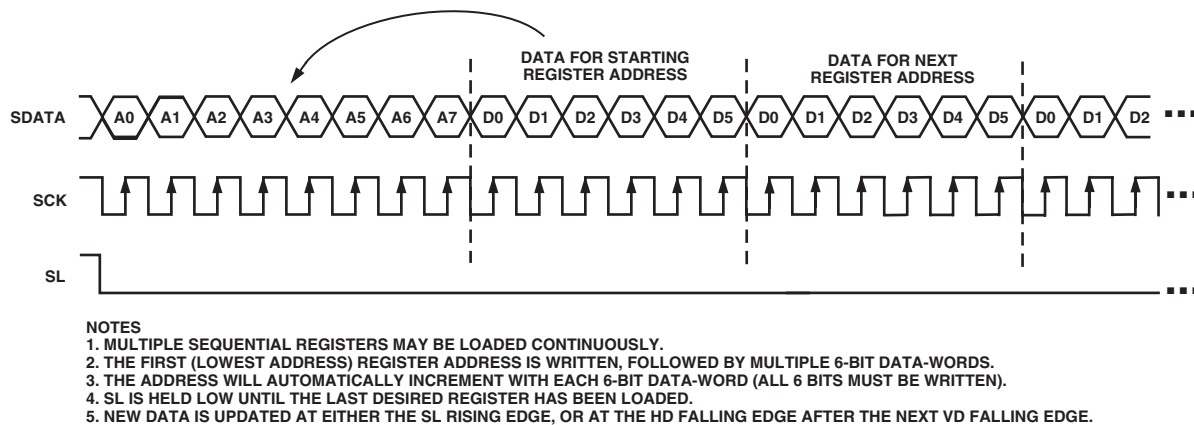 DATA FOR STARTING
REGISTER ADDRESS
DATA FOR NEXT
REGISTER ADDRESS
SDATA A0 A1 A2 A3 A4 A5 A6 A7 D0 D1 D2 D3 D4 D5 D0 D1 D2 D3 D4 D5 D0 D1 D2
SCK
SL
NOTES
1. MULTIPLE SEQUENTIAL REGISTERS MAY BE LOADED CONTINUOUSLY.
2. THE FIRST (LOWEST ADDRESS) REGISTER ADDRESS IS WRITTEN, FOLLOWED BY MULTIPLE 6-BIT DATA-WORDS.
3. THE ADDRESS WILL AUTOMATICALLY INCREMENT WITH EACH 6-BIT DATA-WORD (ALL 6 BITS MUST BE WRITTEN).
4. SL IS HELD LOW UNTIL THE LAST DESIRED REGISTER HAS BEEN LOADED.
5. NEW DATA IS UPDATED AT EITHER THE SL RISING EDGE, OR AT THE HD FALLING EDGE AFTER THE NEXT VD FALLING EDGE.